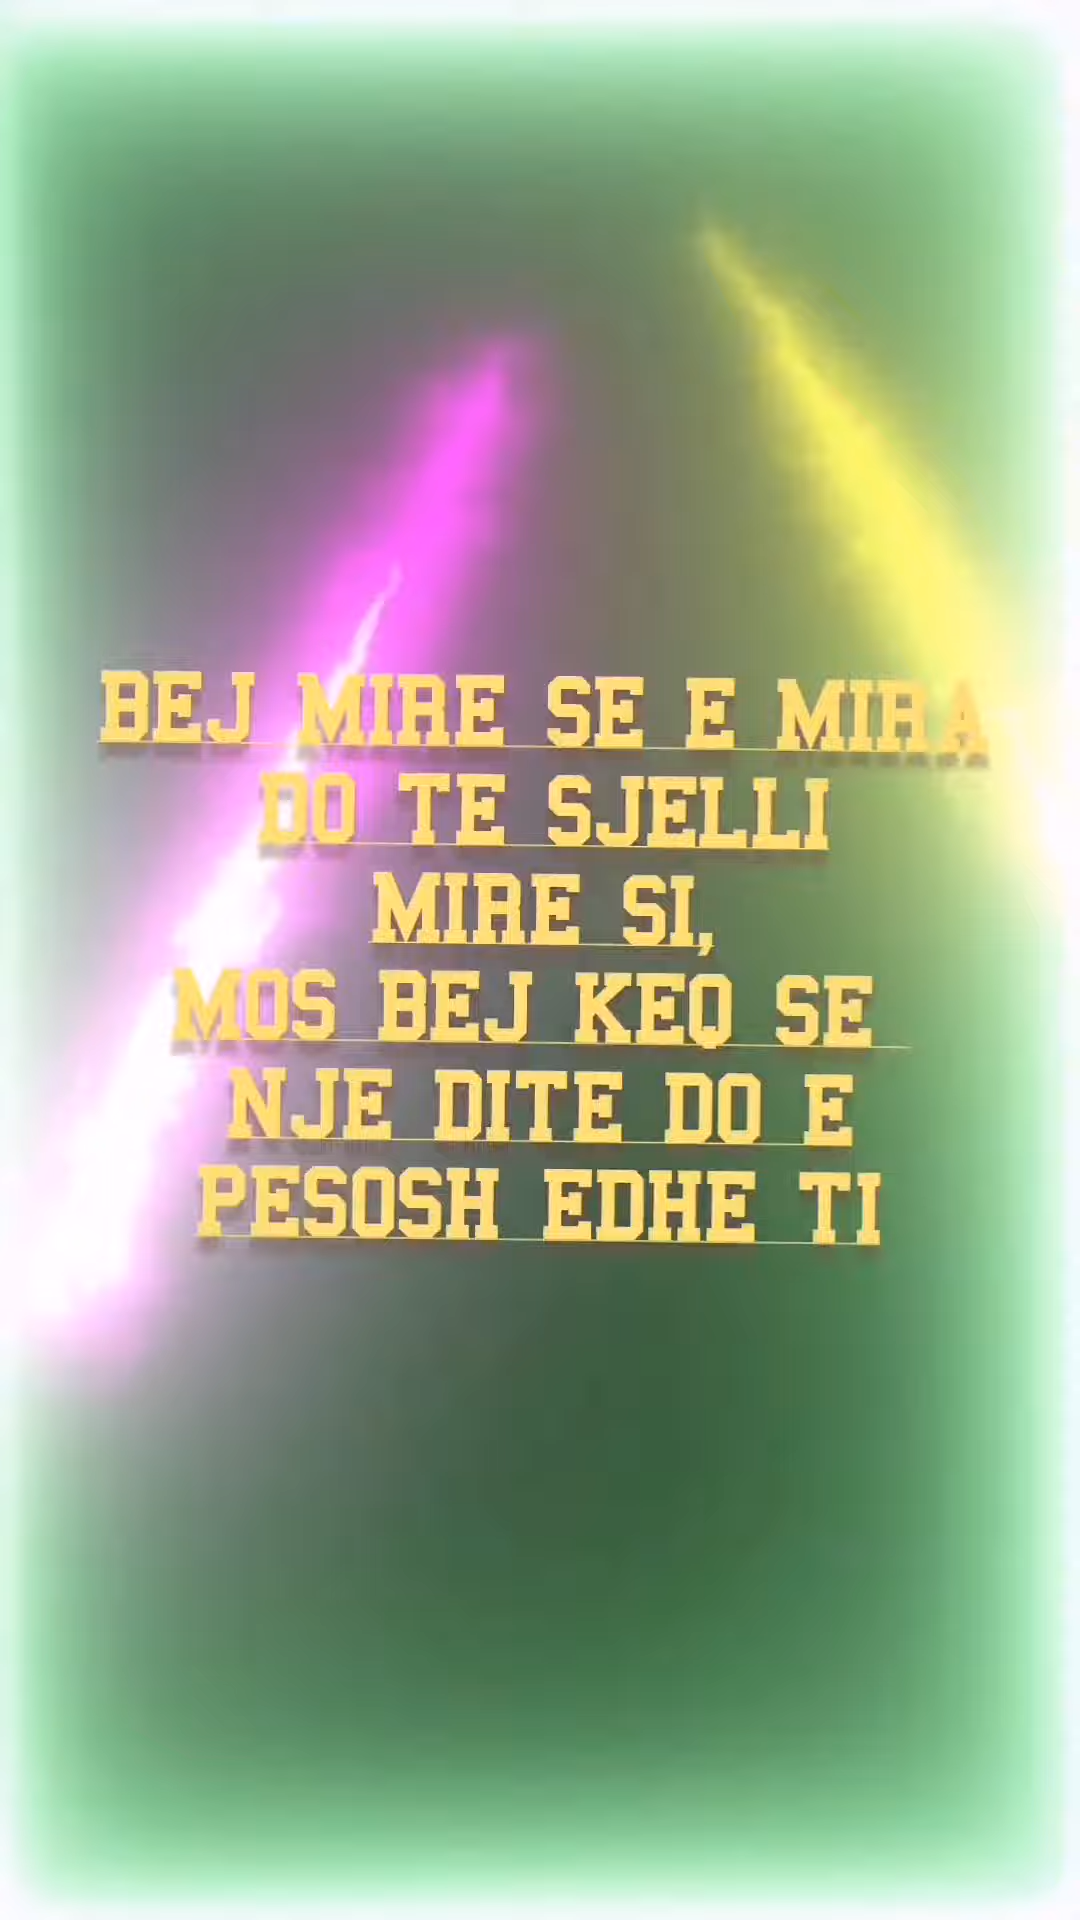 BEJ MIRE SE E MIRA
DO TE SJELLI
MIRE SI,
MOS BEJ KEQ SE
NJE DITE DO E
PESOSH EDHE TI